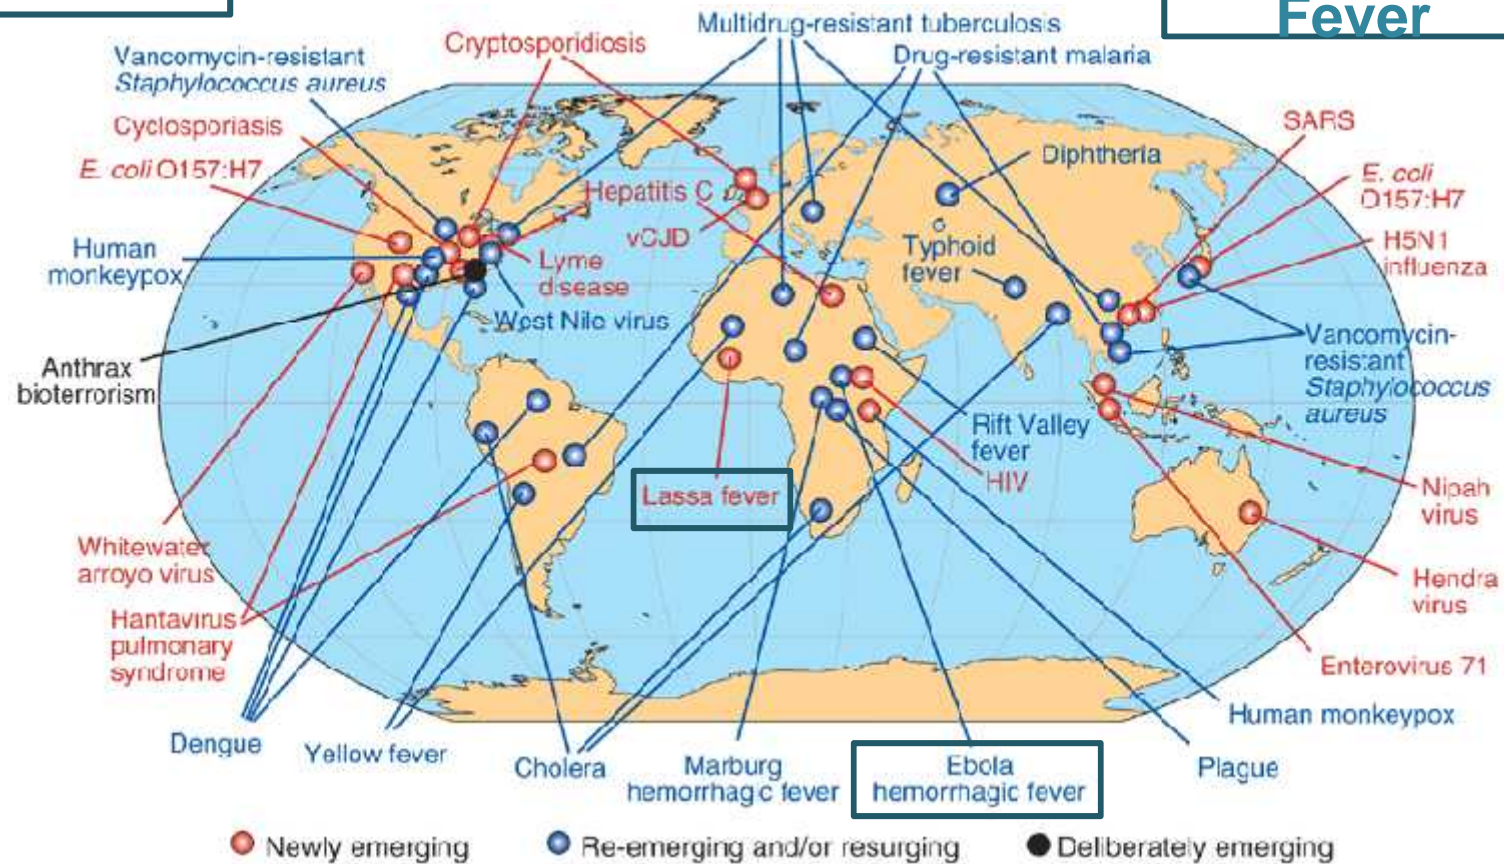 Fever
Multidrug-resistant tuberculosis
Cryptosporidiosis
Vancomycin-resistant
Staphylococcus aureus
Drug-resistant malaria
Cyclosporiasis
SARS
E. coli O157:H7
Diphtheria
E. coli
O157:H7
Hepatitis C
vCJD
Human
monkeypox
Lyme
disease
Typhoid
fever
H5N1
influenza
West Nile virus
Vancomycin-
resistant
Staphylococcus
aureus
Anthrax
bioterrorism
Rift Valley
fever
HIV
Lassa fever
Nipah
virus
Whitewater
arroyo virus
Hendra
virus
Hantavirus
pulmonary
syndrome
Enterovirus 71
Human monkeypox
Dengue
Yellow fever
Cholera
Marburg
hemorrhagic fever
Ebola
hemorrhagic fever
Plague
Newly emerging
Re-emerging and/or resurging
Deliberately emerging